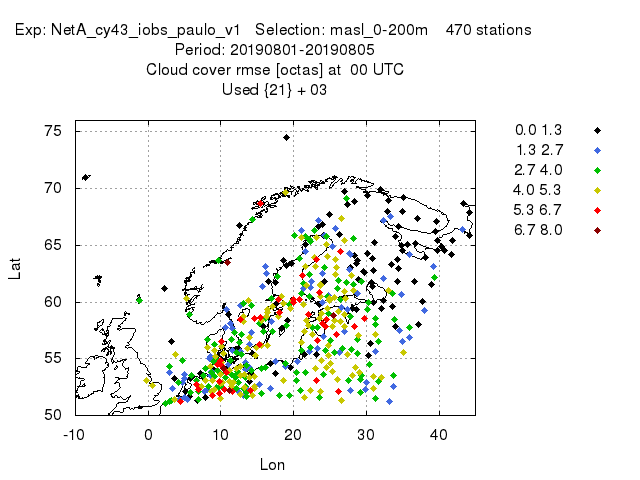 Exp: NetA_cy43_iobs_paulo_v1   Selection: masl_0-200m    470 stations
Period: 20190801-20190805
Cloud cover rmse [octas] at  00 UTC
Used {21} + 03
75
70
65
60
55
50
-10 0 10 20 30 40
Lat
Lon
0.0 1.3
1.3 2.7
2.7 4.0
4.0 5.3
5.3 6.7
6.7 8.0